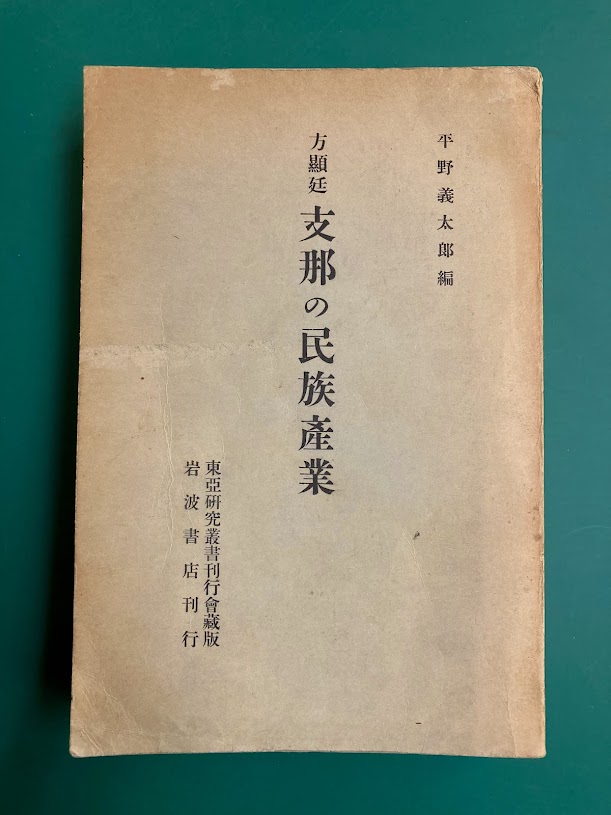 平野義太郎編
方顯廷 支那の民族產業
東亞硏究叢書刊行會藏版
岩波書店刊行